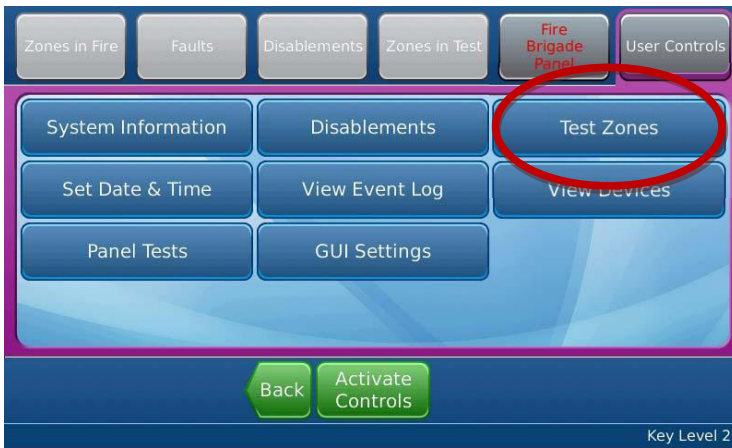 Zones in Fire
Faults
Disablements
Zones in Test
Fire
Brigade
Panel
User Controls
System Information
Disablements
Test Zones
Set Date & Time
View Event Log
View Devices
Panel Tests
GUI Settings
Back
Activate
Controls
Key Level 2